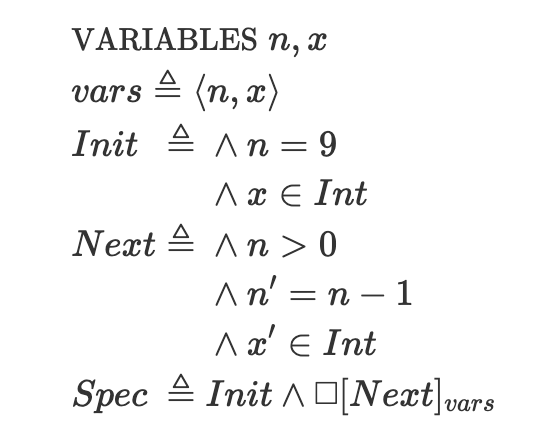 VARIABLES n, x
vars ≜ ⟨n, x⟩
Init ≜ ∧ n = 9
∧ x ∈ Int
Next ≜ ∧ n > 0
∧ n′ = n − 1
∧ x′ ∈ Int
Spec ≜ Init ∧ □[Next]vars